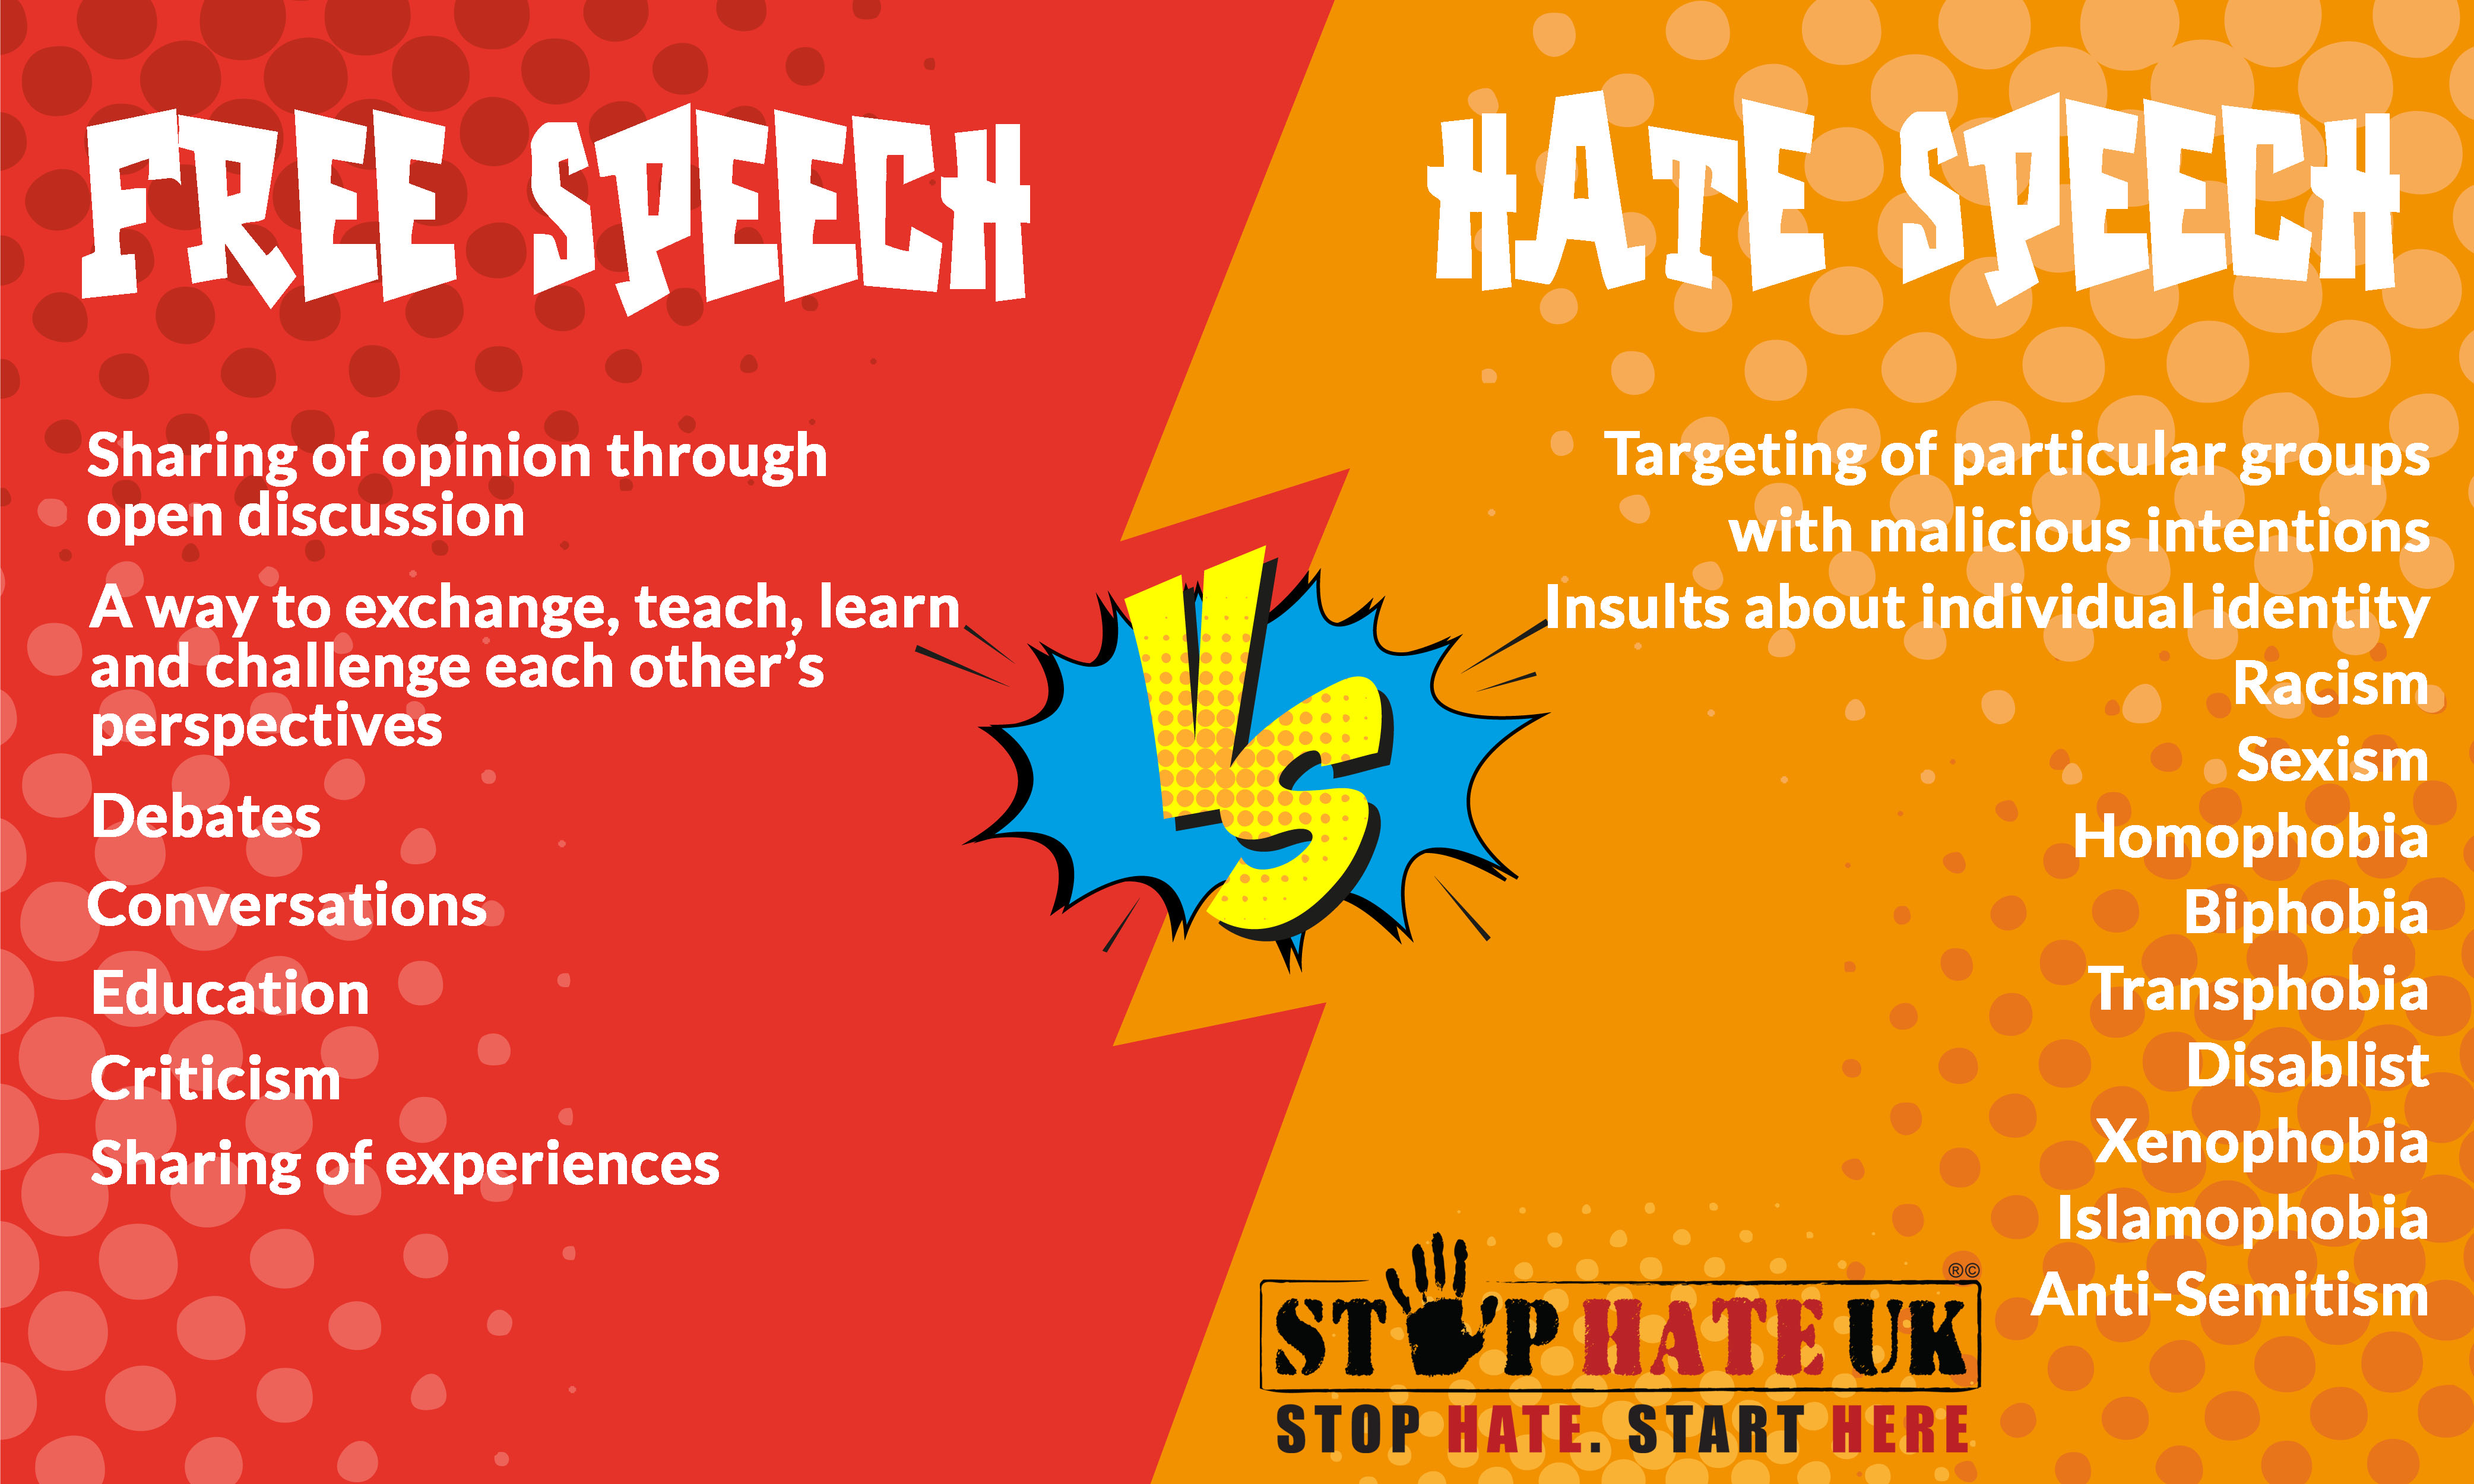 FREE SPEECH
Sharing of opinion through
open discussion
A way to exchange, teach, learn
and challenge each other's
perspectives
Debates
Conversations
Education
Criticism
Sharing of experiences
VS
HATE SPEECH
Targeting of particular groups
with malicious intentions
Insults about individual identity
Racism
Sexism
Homophobia
Biphobia
Transphobia
Disablist
Xenophobia
Islamophobia
Anti-Semitism
®©
STOP HATE UK
STOP HATE. START HERE